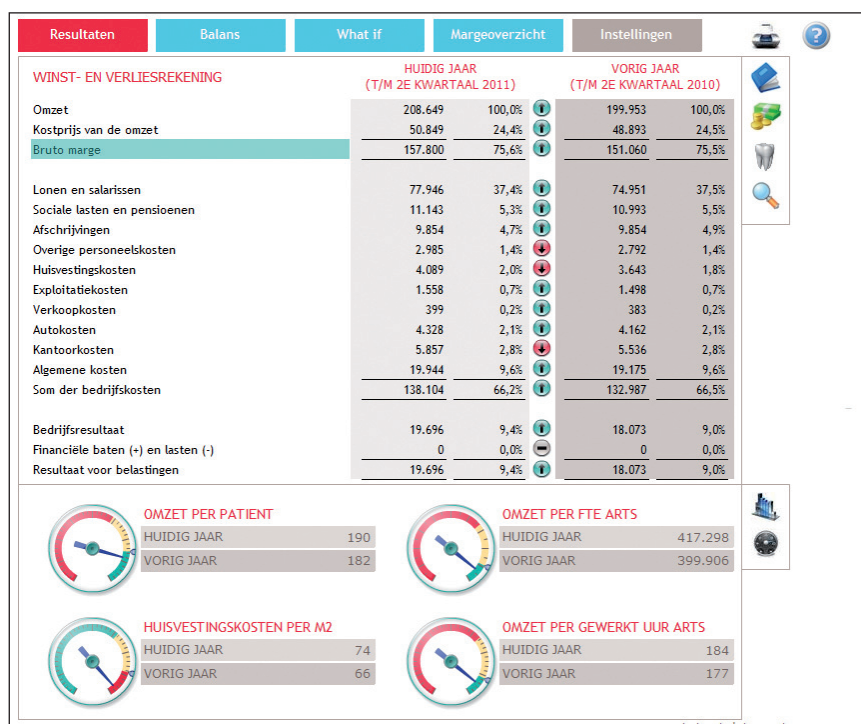 Resultaten Balans What if Margeoverzicht Instellingen
WINST- EN VERLIESREKENING HUIDIG JAAR (T/M 2E KWARTAAL 2011) VORIG JAAR (T/M 2E KWARTAAL 2010)
Omzet 208.649 100,0% 199.953 100,0%
Kostprijs van de omzet 50.849 24,4% 48.893 24,5%
Bruto marge 157.800 75,6% 151.060 75,5%
Lonen en salarissen 77.946 37,4% 74.951 37,5%
Sociale lasten en pensioenen 11.143 5,3% 10.993 5,5%
Afschrijvingen 9.854 4,7% 9.854 4,9%
Overige personeelskosten 2.985 1,4% 2.792 1,4%
Huisvestingskosten 4.089 2,0% 3.643 1,8%
Exploitatiekosten 1.558 0,7% 1.498 0,7%
Verkoopkosten 399 0,2% 383 0,2%
Autokosten 4.328 2,1% 4.162 2,1%
Kantoorkosten 5.857 2,8% 5.536 2,8%
Algemene kosten 19.944 9,6% 19.175 9,6%
Som der bedrijfskosten 138.104 66,2% 132.987 66,5%
Bedrijfsresultaat 19.696 9,4% 18.073 9,0%
Financiële baten (+) en lasten (-) 0 0,0% 0 0,0%
Resultaat voor belastingen 19.696 9,4% 18.073 9,0%
OMZET PER PATIENT
HUIDIG JAAR 190
VORIG JAAR 182
OMZET PER FTE ARTS
HUIDIG JAAR 417.298
VORIG JAAR 399.906
HUISVESTINGSKOSTEN PER M2
HUIDIG JAAR 74
VORIG JAAR 66
OMZET PER GEWERKT UUR ARTS
HUIDIG JAAR 184
VORIG JAAR 177